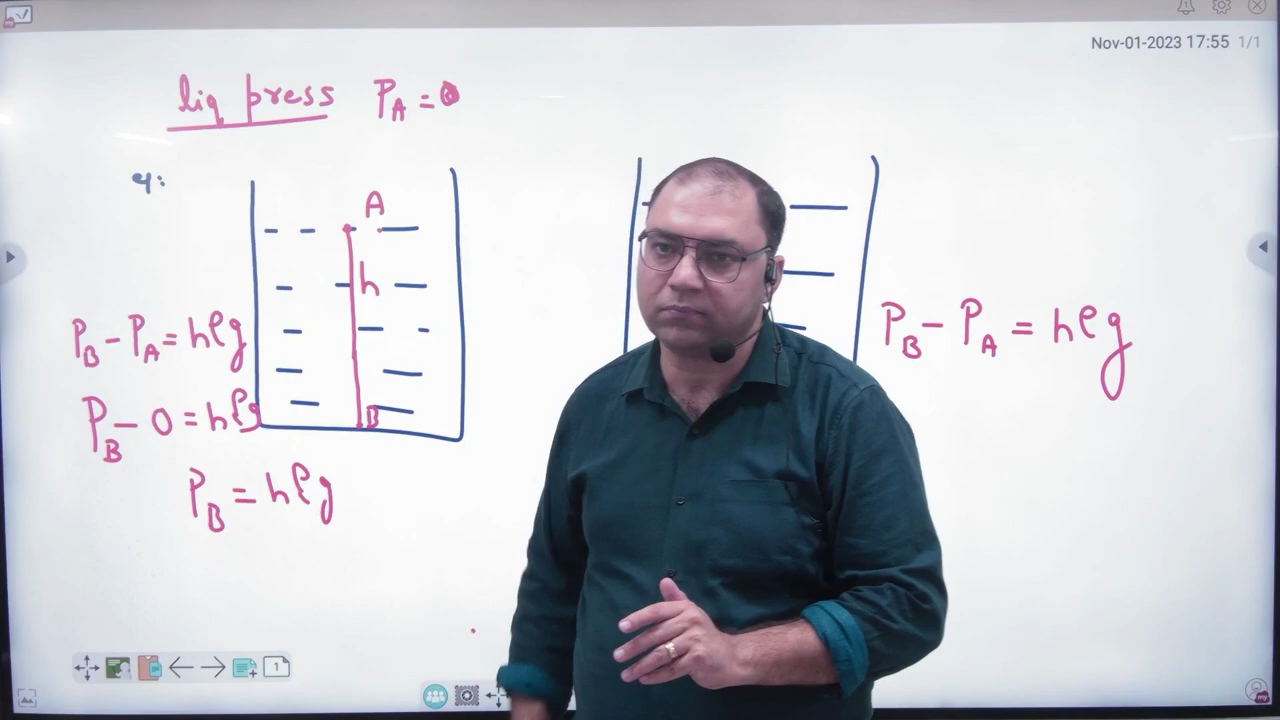 Nov-01-2023 17:55 1/1
liq press P_A = 0
A
h
P_B - P_A = hρg
P_B - 0 = hρg
B
P_B = hρg
P_B - P_A = hρg
1